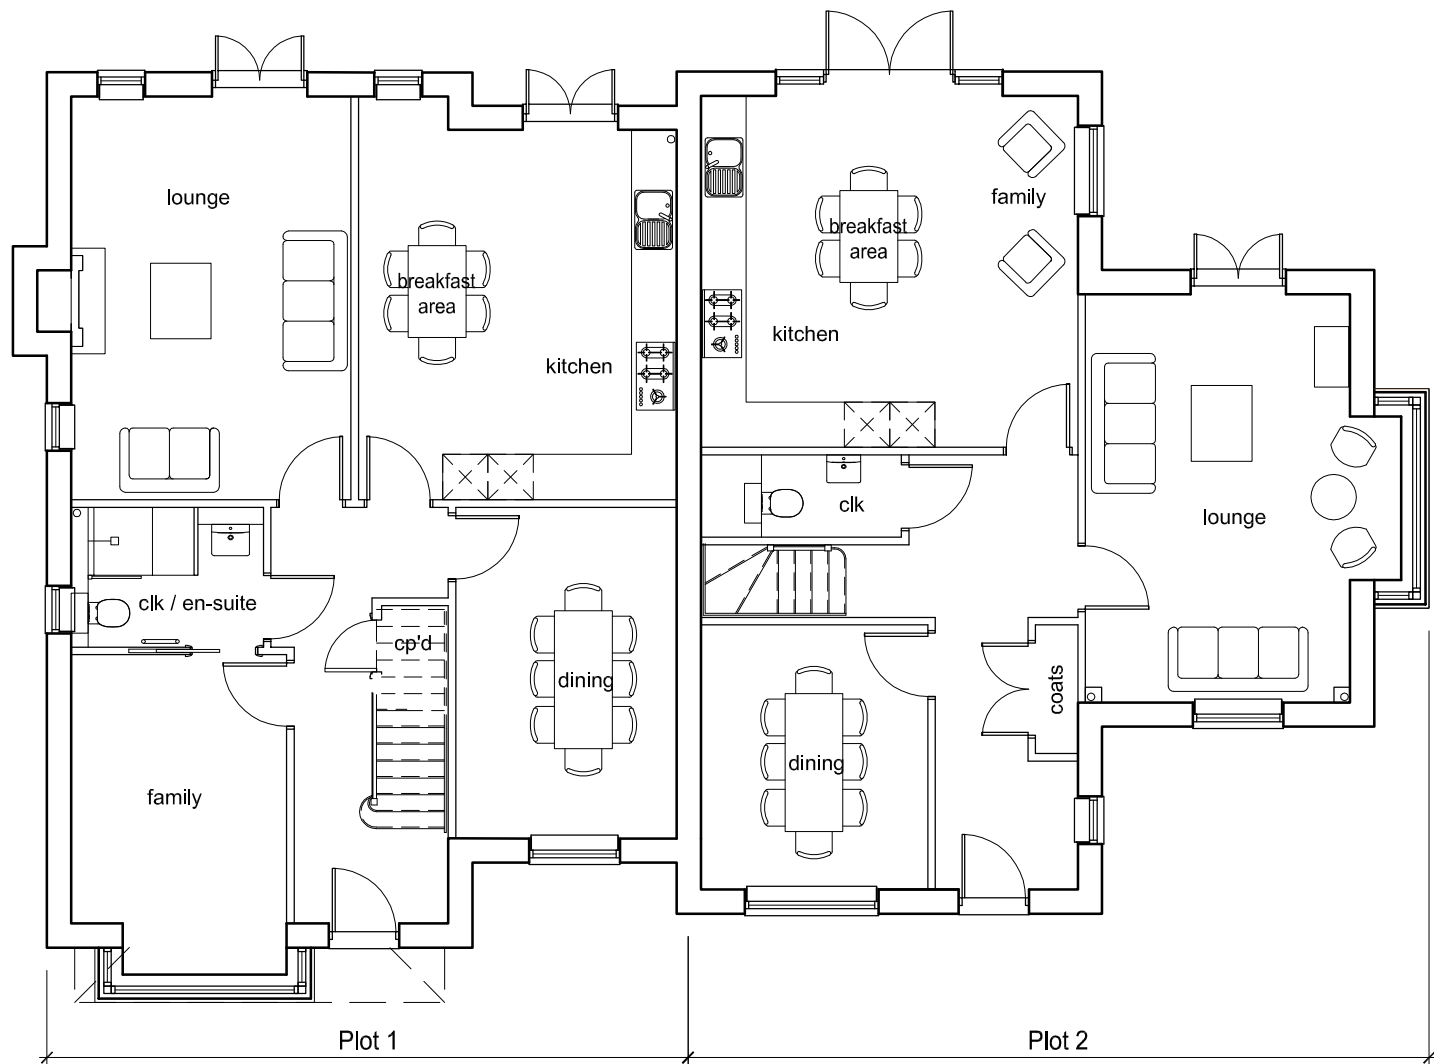 lounge
breakfast
area
kitchen
clk / en-suite
cp'd
dining
family
breakfast
area
family
kitchen
clk
lounge
coats
dining
Plot 1
Plot 2